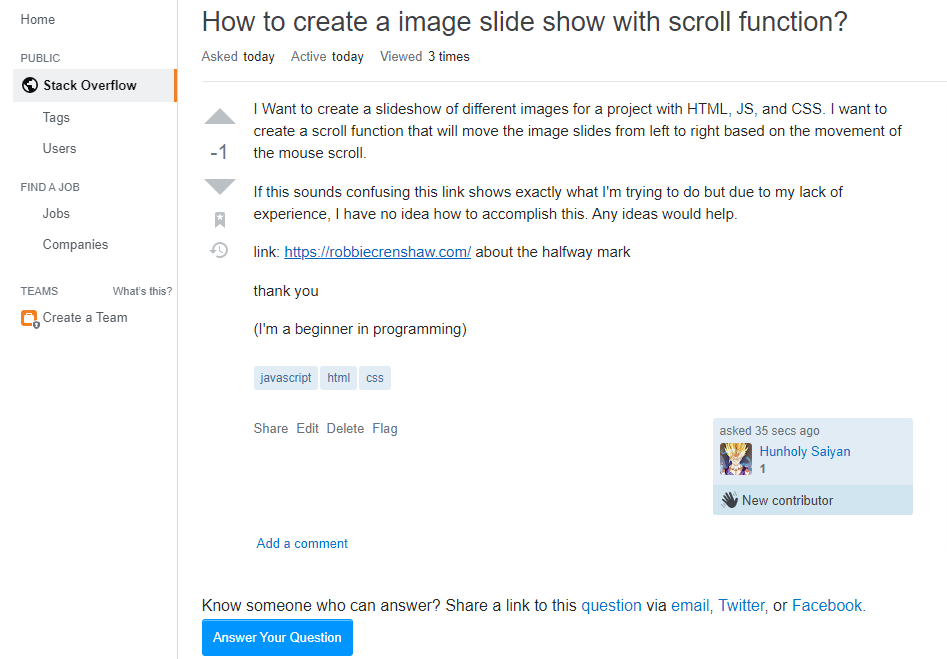 Home
PUBLIC
Stack Overflow
Tags
Users
FIND A JOB
Jobs
Companies
TEAMS What's this?
Create a Team
How to create a image slide show with scroll function?
Asked today Active today Viewed 3 times
-1
I Want to create a slideshow of different images for a project with HTML, JS, and CSS. I want to
create a scroll function that will move the image slides from left to right based on the movement of
the mouse scroll.
If this sounds confusing this link shows exactly what I'm trying to do but due to my lack of
experience, I have no idea how to accomplish this. Any ideas would help.
link: https://robbiecrenshaw.com/ about the halfway mark
thank you
(I'm a beginner in programming)
javascript html css
Share Edit Delete Flag
asked 35 secs ago
Hunholy Saiyan
1
New contributor
Add a comment
Know someone who can answer? Share a link to this question via email, Twitter, or Facebook.
Answer Your Question